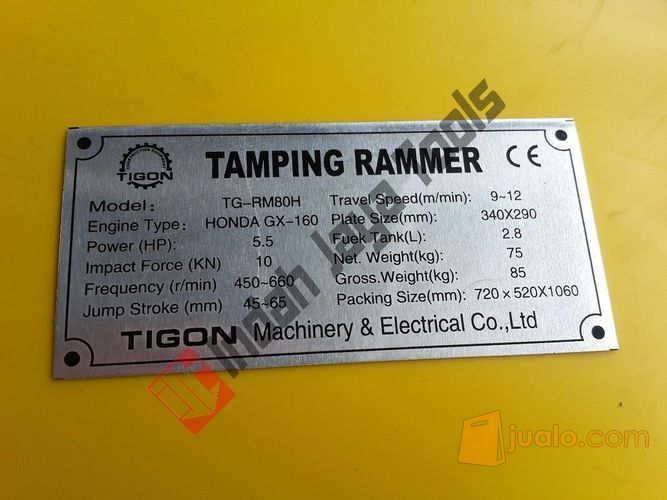 TIGON
TAMPING RAMMER CE
Model: TG-RM80H
Engine Type: HONDA GX-160
Power (HP): 5.5
Impact Force (KN) 10
Frequency (r/min) 450~660
Jump Stroke (mm) 45~65
Travel Speed(m/min): 9~12
Plate Size(mm): 340X290
Fuek Tank(L): 2.8
Net. Weight(kg): 75
Gross.Weight(kg): 85
Packing Size(mm): 720×520X1060
TIGON Machinery & Electrical Co.,Ltd
Indah Jaya Tools
jualo.com